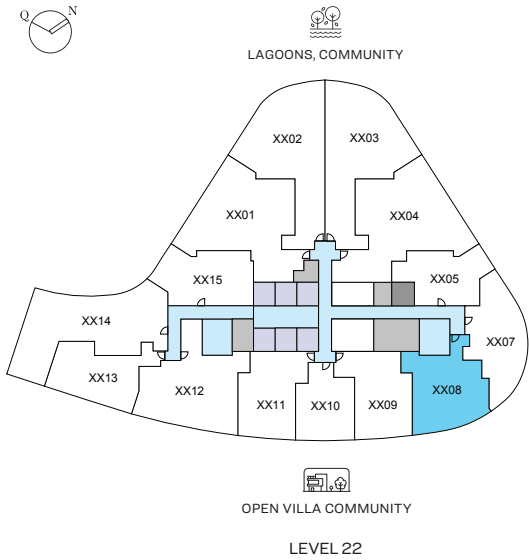 Q N
LAGOONS, COMMUNITY
XX02 XX03
XX01 XX04
XX15 XX05
XX14 XX07
XX13 XX12 XX11 XX10 XX09 XX08
OPEN VILLA COMMUNITY
LEVEL 22